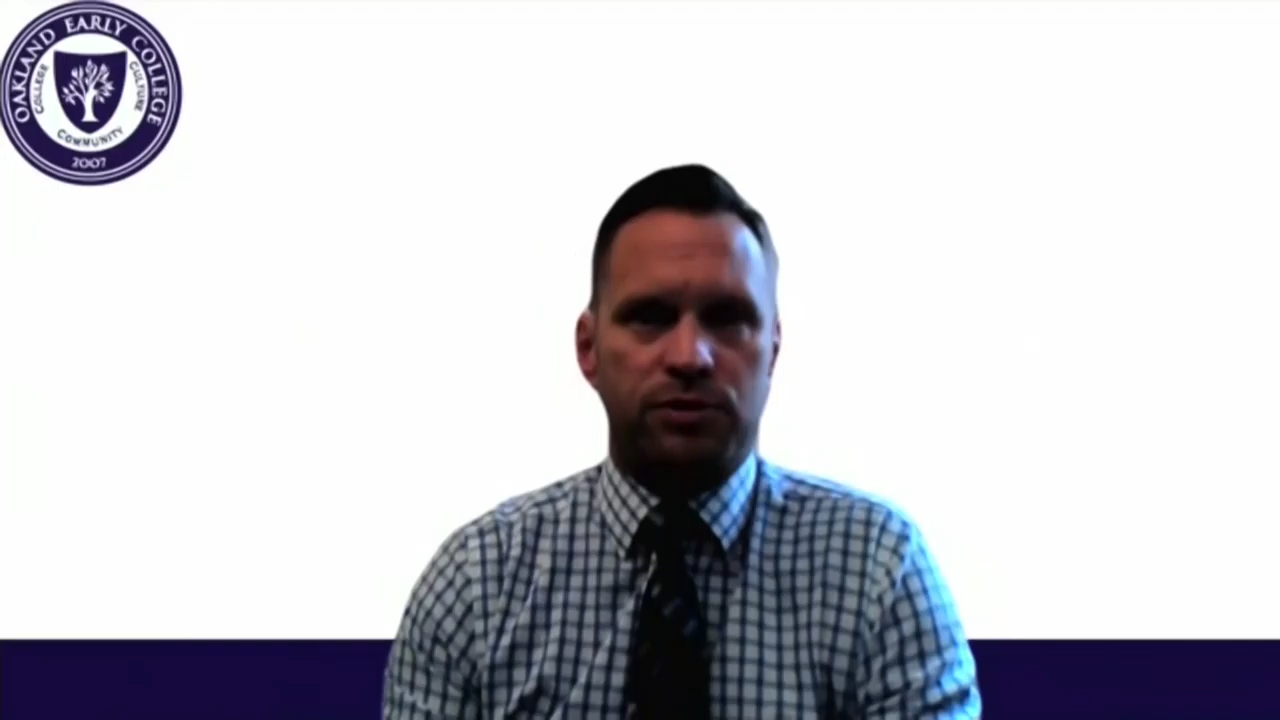 OAKLAND EARLY COLLEGE
COLLEGE
CULTURE
COMMUNITY
2007